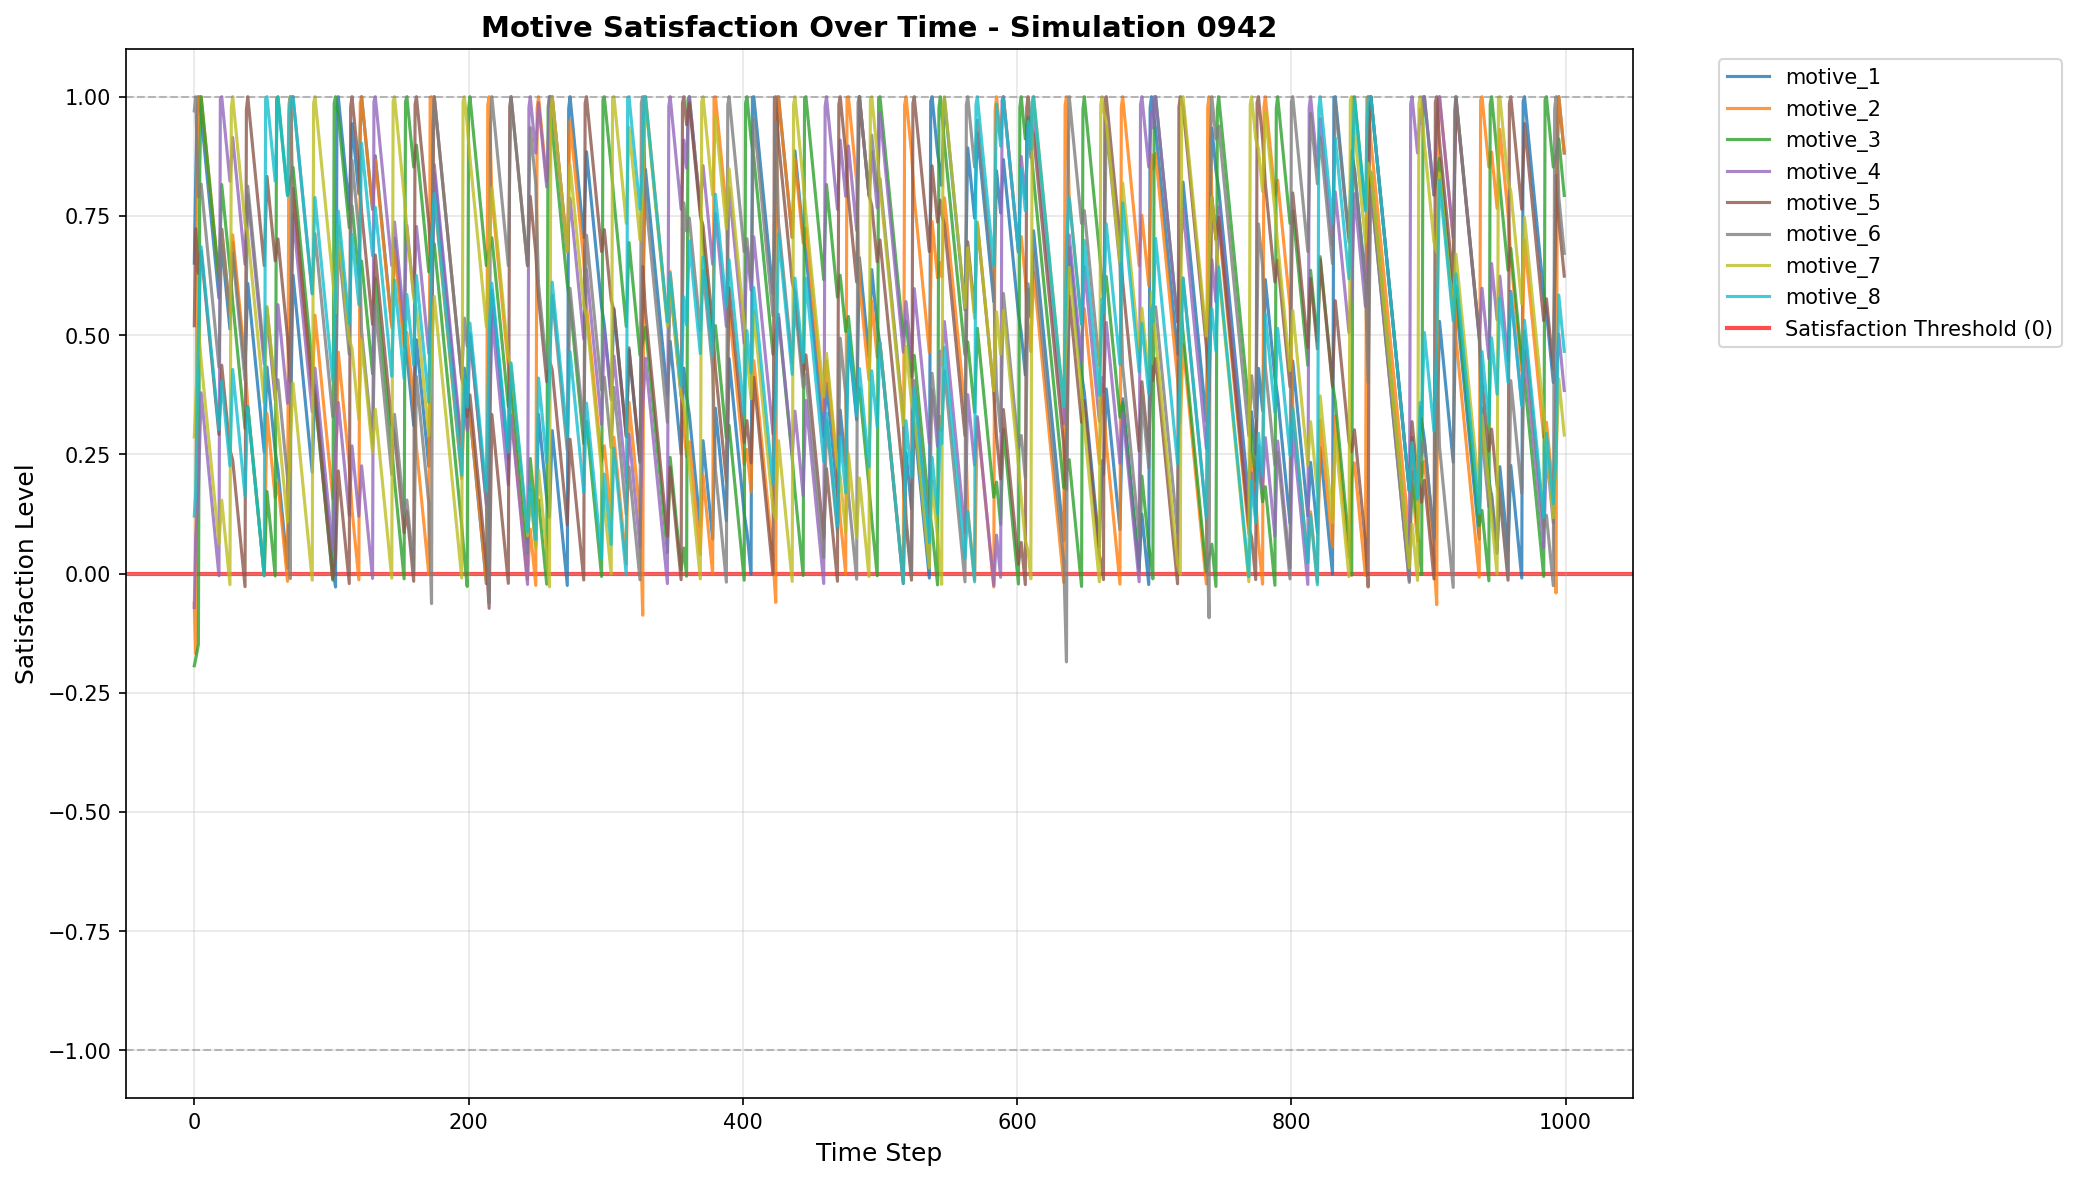 Motive Satisfaction Over Time - Simulation 0942
Satisfaction Level
1.00
0.75
0.50
0.25
0.00
−0.25
−0.50
−0.75
−1.00
0
200
400
600
800
1000
Time Step
motive_1
motive_2
motive_3
motive_4
motive_5
motive_6
motive_7
motive_8
Satisfaction Threshold (0)